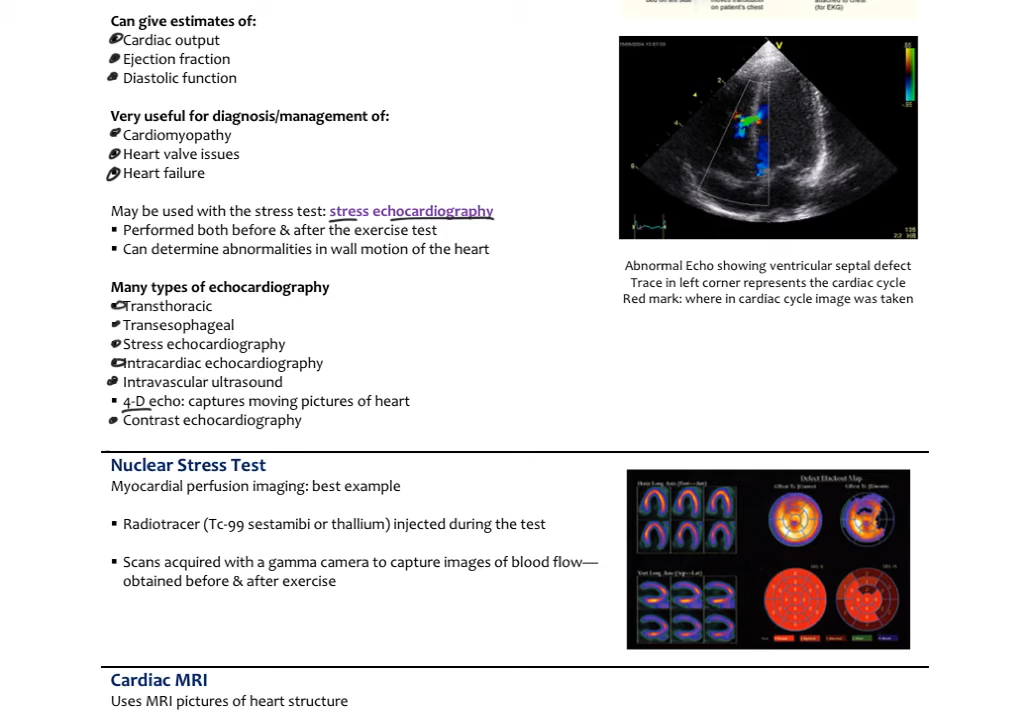 Can give estimates of:
Cardiac output
▪ Ejection fraction
▪ Diastolic function
Very useful for diagnosis/management of:
Cardiomyopathy
Heart valve issues
Heart failure
May be used with the stress test: stress echocardiography
▪ Performed both before & after the exercise test
▪ Can determine abnormalities in wall motion of the heart
Many types of echocardiography
Transthoracic
▪ Transesophageal
▪ Stress echocardiography
Intracardiac echocardiography
▪ Intravascular ultrasound
▪ 4-D echo: captures moving pictures of heart
▪ Contrast echocardiography
on patient's chest
(for EKG)
V
Abnormal Echo showing ventricular septal defect
Trace in left corner represents the cardiac cycle
Red mark: where in cardiac cycle image was taken
Nuclear Stress Test
Myocardial perfusion imaging: best example
▪ Radiotracer (Tc-99 sestamibi or thallium) injected during the test
▪ Scans acquired with a gamma camera to capture images of blood flow—
obtained before & after exercise
Defect Blackout Map
Cardiac MRI
Uses MRI pictures of heart structure